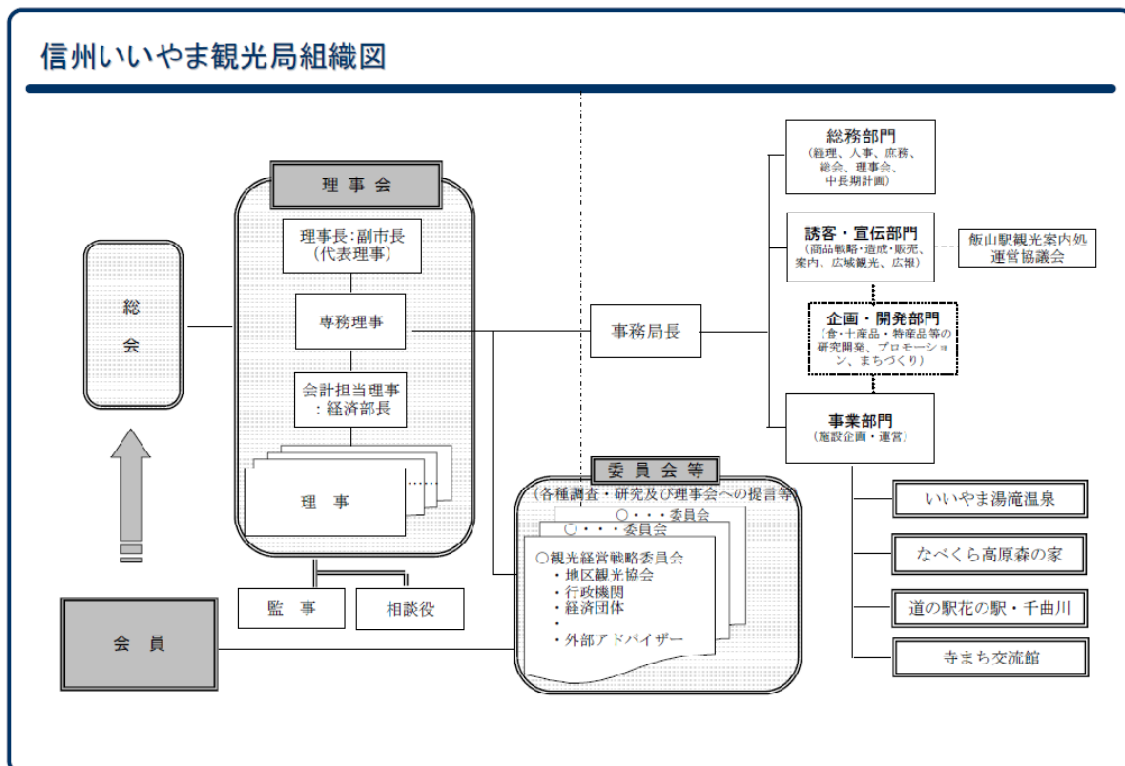 信州いいやま観光局組織図
総会
会員
理事会
理事長:副市長
(代表理事)
専務理事
会計担当理事
:経済部長
理事
……
監事
相談役
事務局長
委員会等
(各種調査・研究及び理事会への提言等)
○・・・委員会
○・・・委員会
○観光経営戦略委員会
・地区観光協会
・行政機関
・経済団体
・
・外部アドバイザー
総務部門
(経理、人事、庶務、
総会、理事会、
中長期計画)
誘客・宣伝部門
(商品戦略・造成・販売、
案内、広域観光、広報)
飯山駅観光案内処
運営協議会
企画・開発部門
(食・土産品・特産品等の
研究開発、プロモーショ
ン、まちづくり)
事業部門
(施設企画・運営)
いいやま湯滝温泉
なべくら高原森の家
道の駅花の駅・千曲川
寺まち交流館